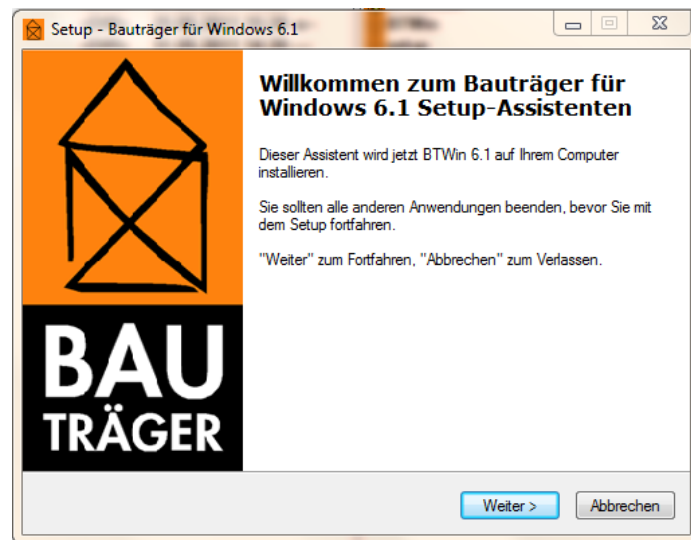 Setup - Bauträger für Windows 6.1
Willkommen zum Bauträger für
Windows 6.1 Setup-Assistenten
Dieser Assistent wird jetzt BTWin 6.1 auf Ihrem Computer
installieren.
Sie sollten alle anderen Anwendungen beenden, bevor Sie mit
dem Setup fortfahren.
"Weiter" zum Fortfahren, "Abbrechen" zum Verlassen.
BAU
TRÄGER
Weiter >
Abbrechen